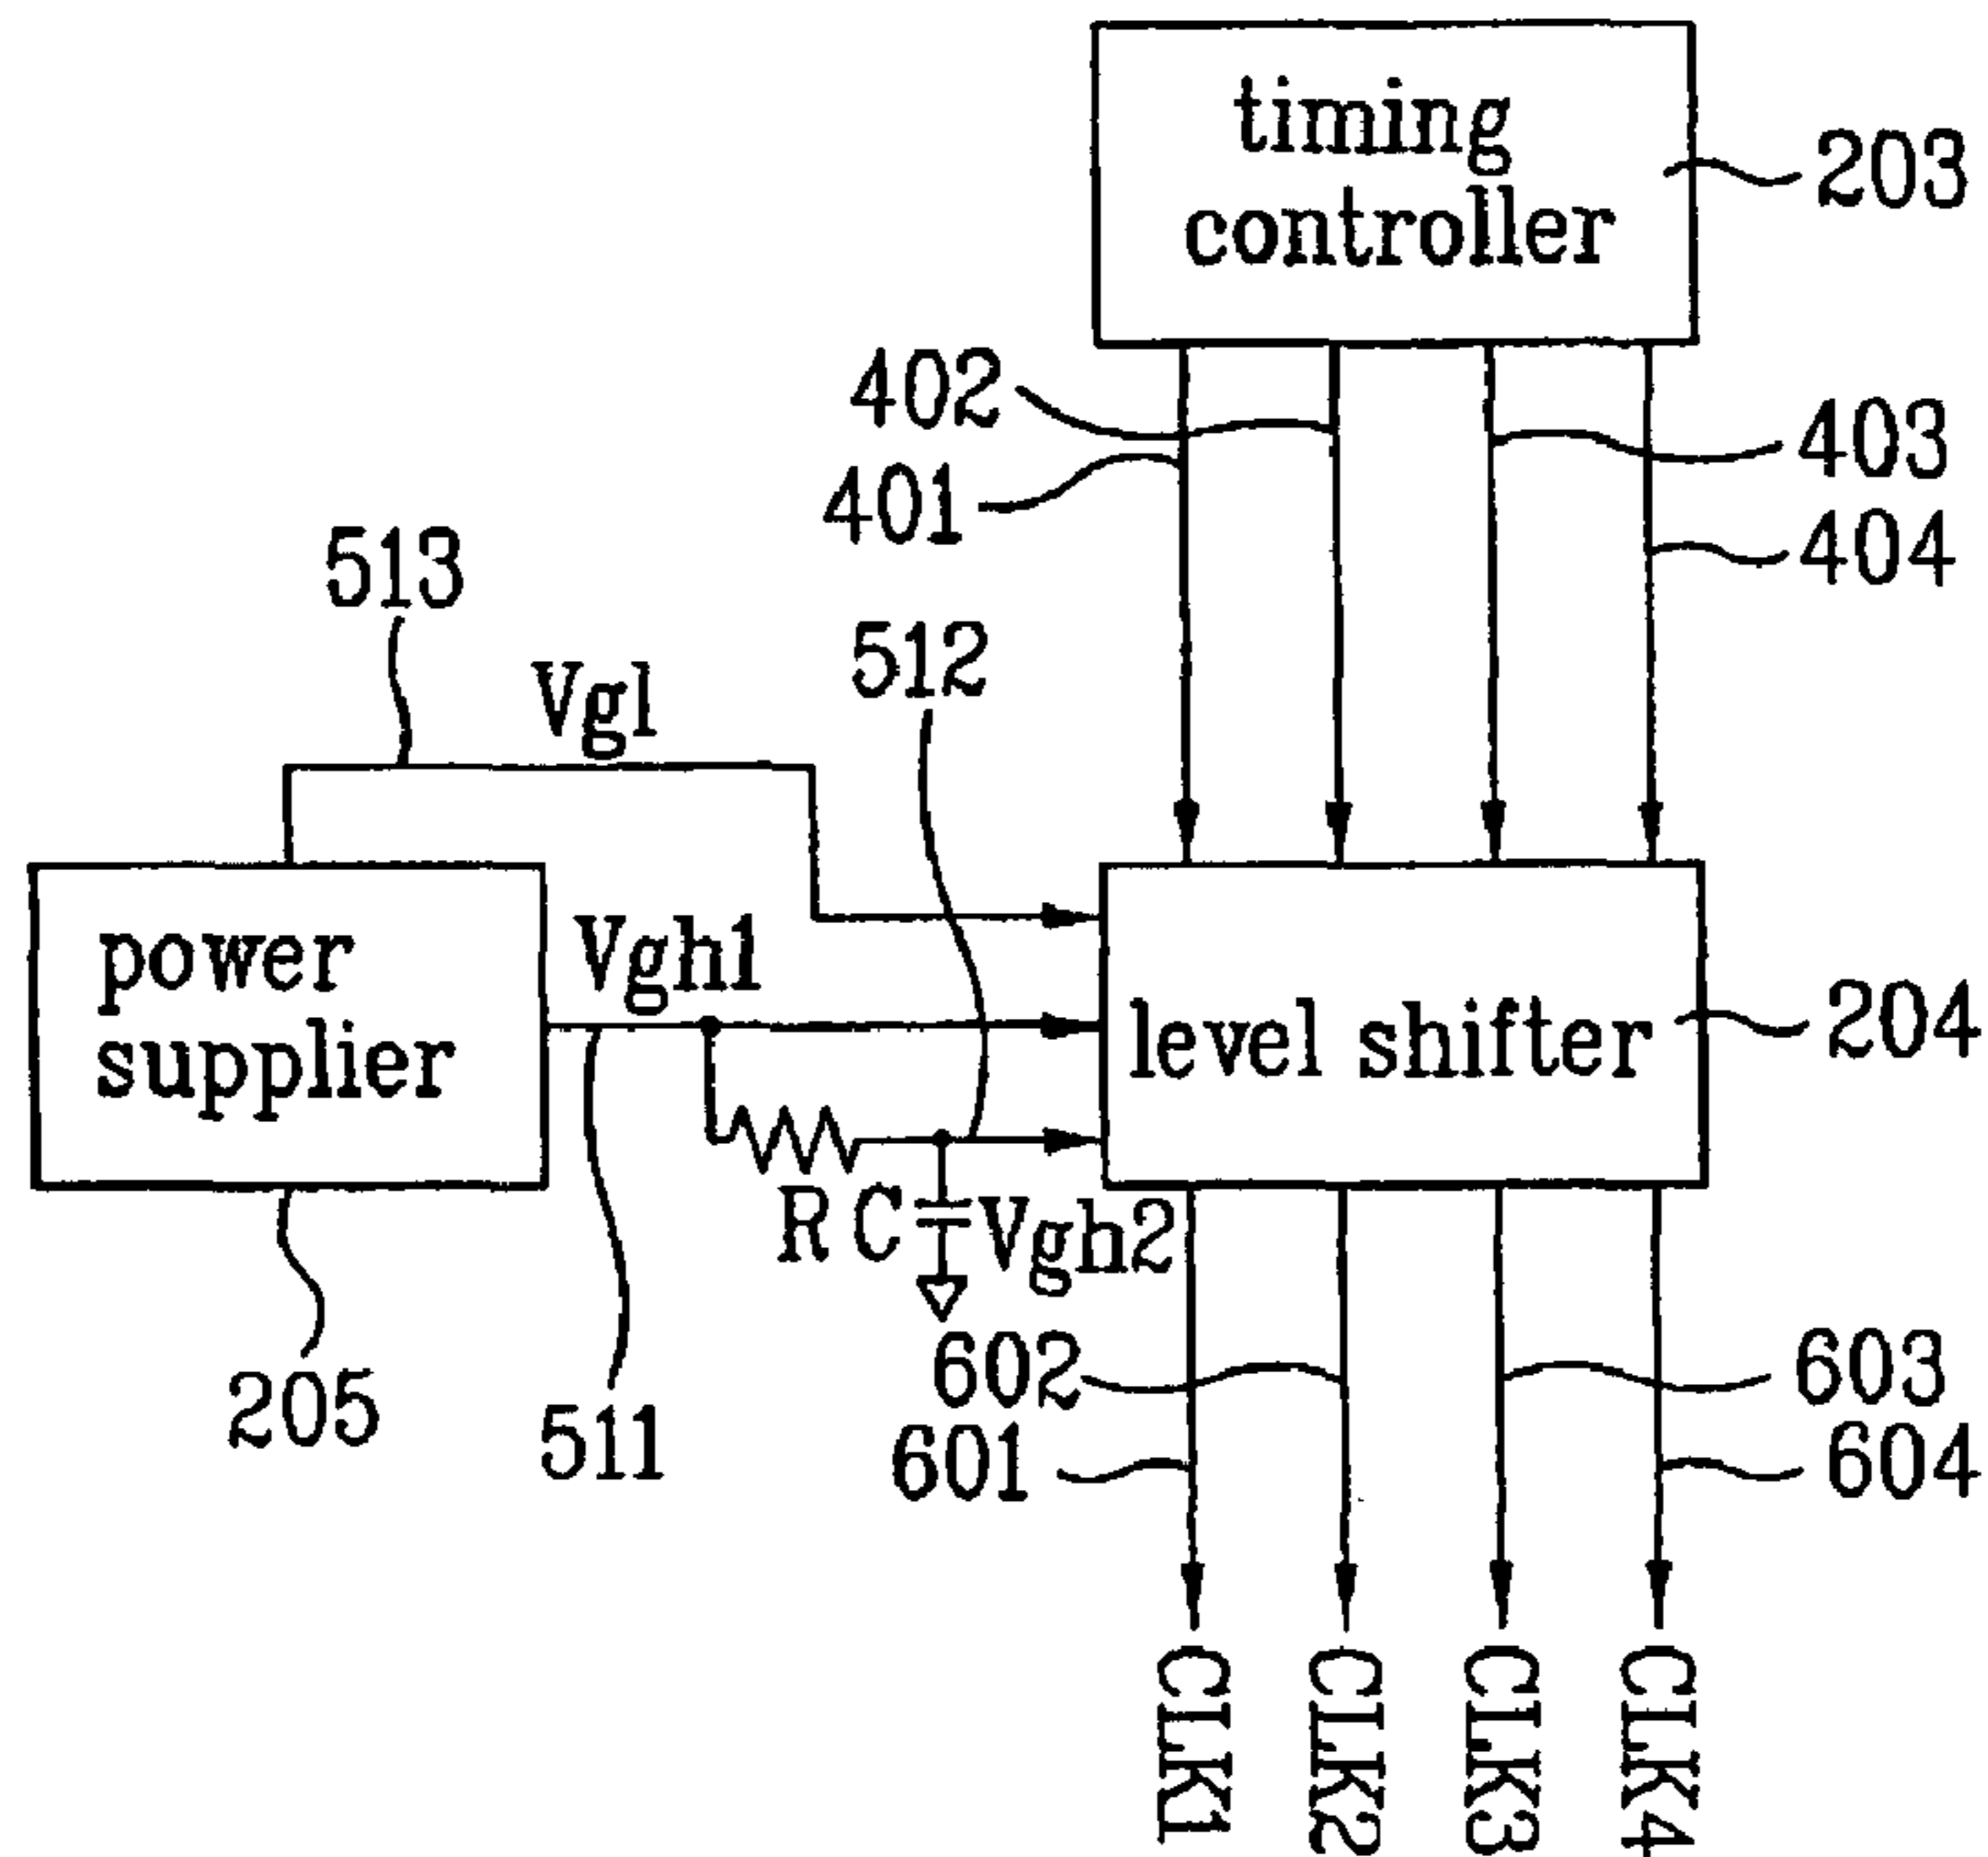 timing
controller
203
402
401
403
404
513
512
Vgl
power
supplier
Vgh1
level shifter
204
R C
Vgh2
205
511
602
601
603
604
CLK1
CLK2
CLK3
CLK4